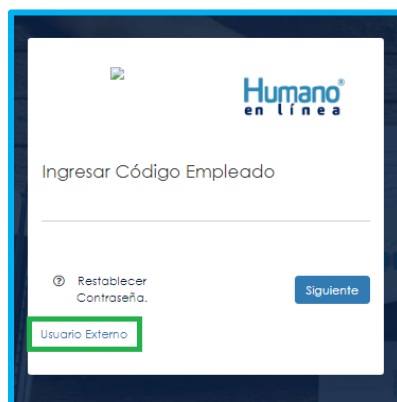 Humano®
en línea
Ingresar Código Empleado
Restablecer
Contraseña.
Siguiente
Usuario Externo